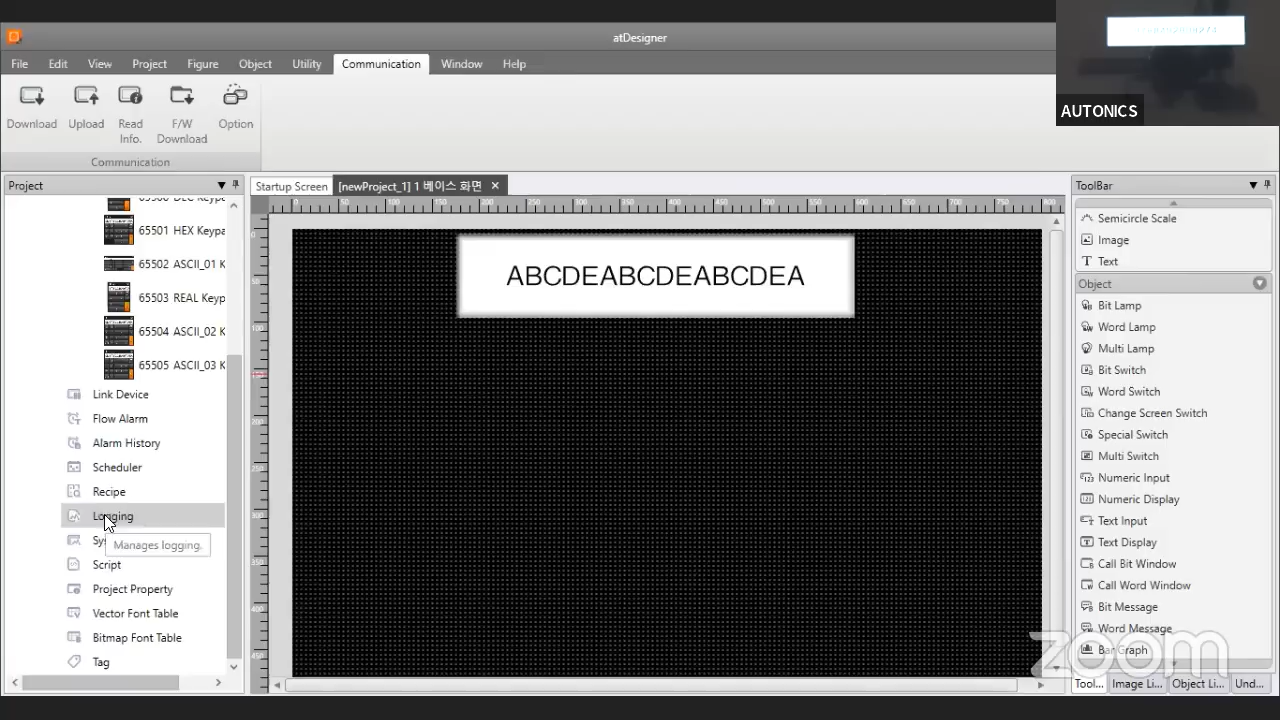 atDesigner
AUTONICS
File Edit View Project Figure Object Utility Communication Window Help
Download Upload Read Info. F/W Download Option
Communication
Project
Startup Screen [newProject_1] 1 베이스 화면
65501 HEX Keypa
65502 ASCII_01 K
65503 REAL Keyp
65504 ASCII_02 K
65505 ASCII_03 K
Link Device
Flow Alarm
Alarm History
Scheduler
Recipe
Logging
Manages logging.
Script
Project Property
Vector Font Table
Bitmap Font Table
Tag
ABCDEABCDEABCDEA
ToolBar
Semicircle Scale
Image
Text
Object
Bit Lamp
Word Lamp
Multi Lamp
Bit Switch
Word Switch
Change Screen Switch
Special Switch
Multi Switch
Numeric Input
Numeric Display
Text Input
Text Display
Call Bit Window
Call Word Window
Bit Message
Word Message
Bar Graph
Tool... Image Li... Object Li... Und...
zoom